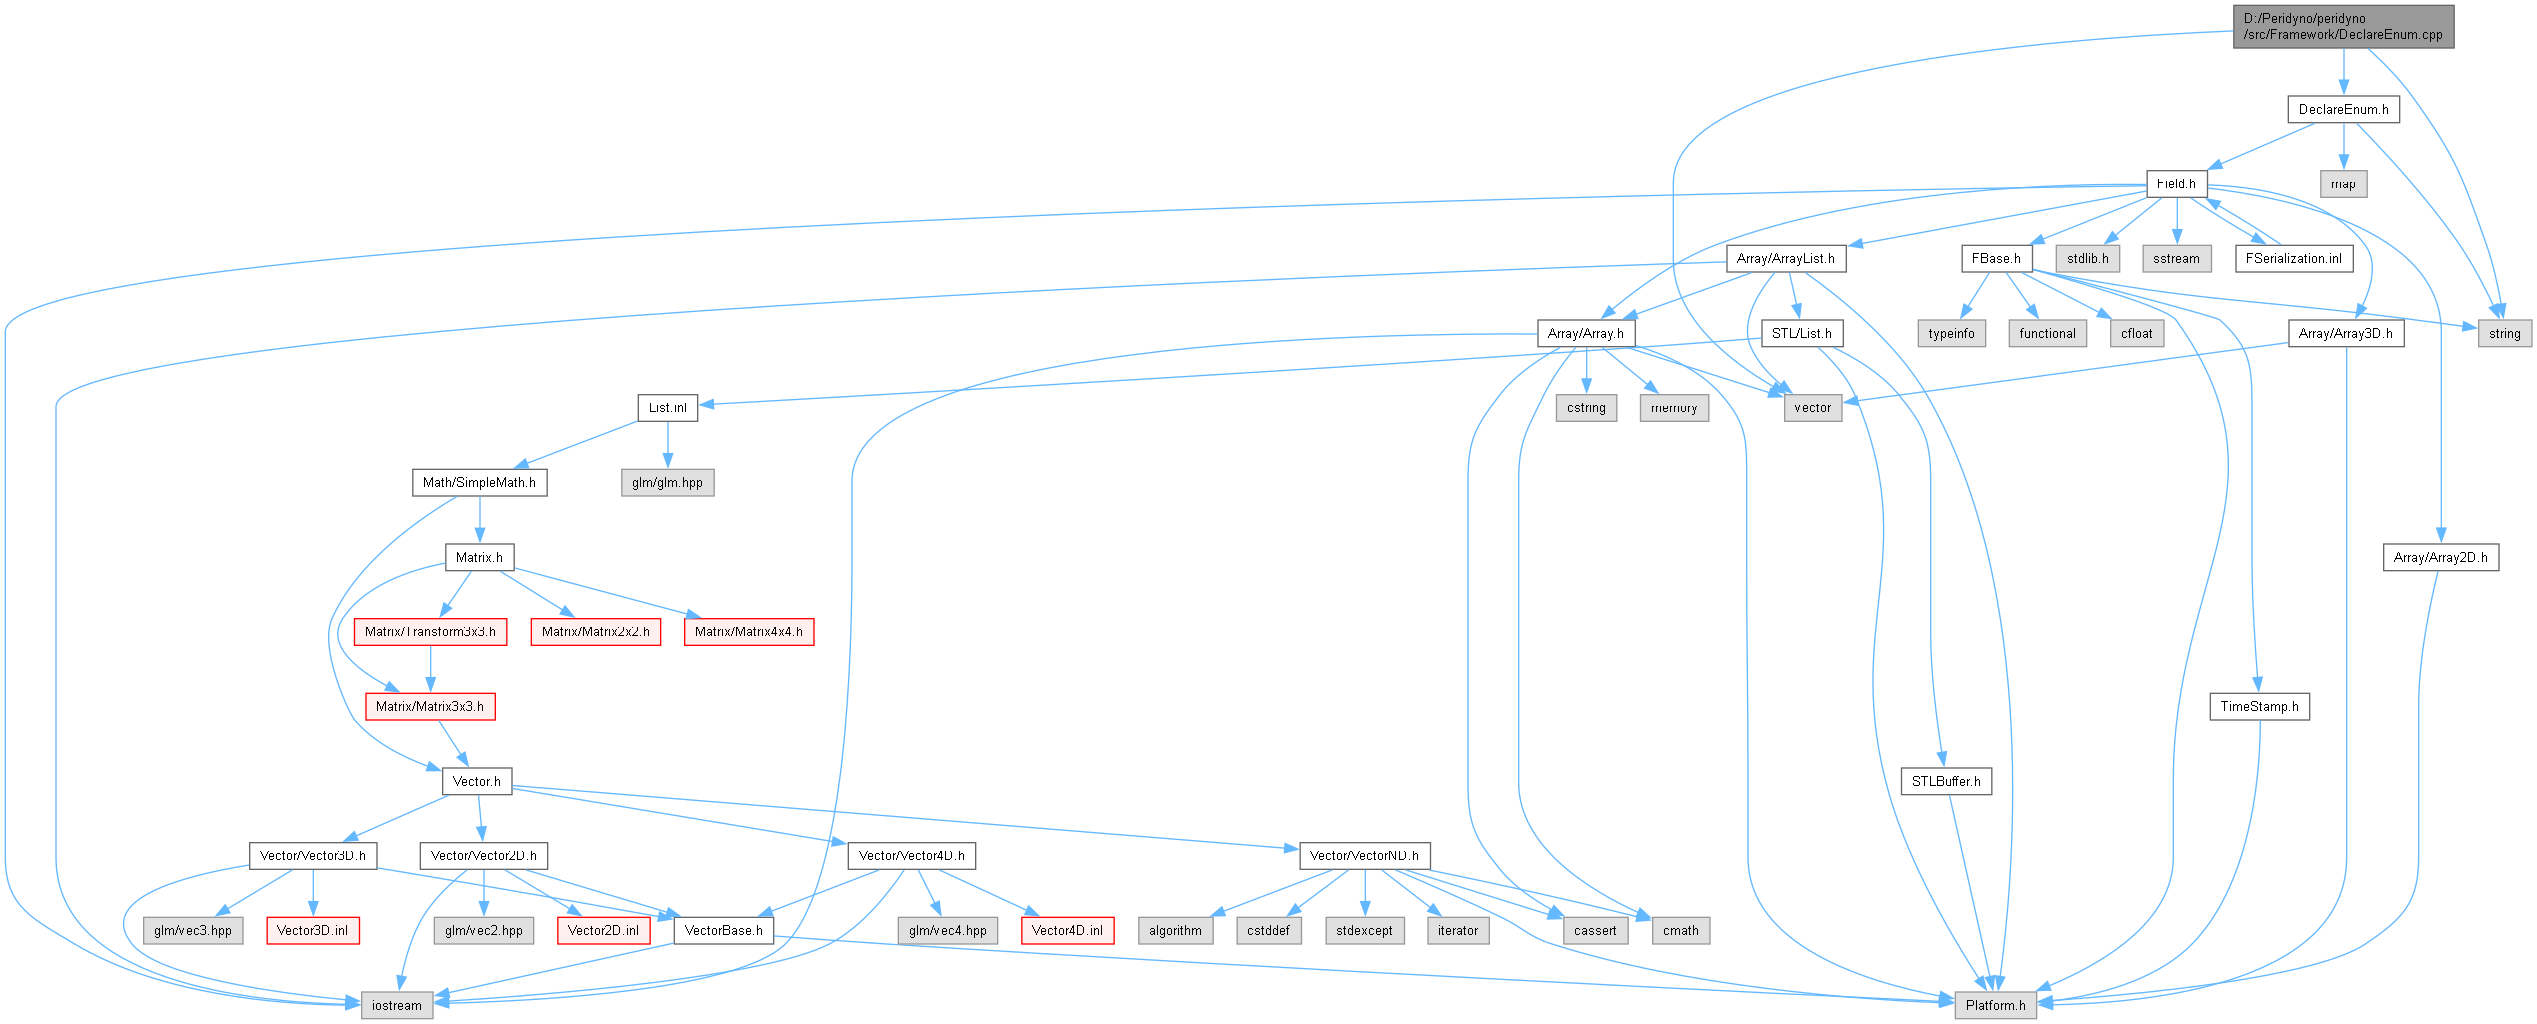 D:/Peridyno/peridyno
/src/Framework/DeclareEnum.cpp
DeclareEnum.h
Field.h
map
Array/ArrayList.h
FBase.h
stdlib.h
sstream
FSerialization.inl
Array/Array.h
STL/List.h
typeinfo
functional
cfloat
Array/Array3D.h
string
List.inl
cstring
memory
vector
Math/SimpleMath.h
glm/glm.hpp
Matrix.h
Array/Array2D.h
Matrix/Transform3x3.h
Matrix/Matrix2x2.h
Matrix/Matrix4x4.h
Matrix/Matrix3x3.h
TimeStamp.h
Vector.h
STLBuffer.h
Vector/Vector3D.h
Vector/Vector2D.h
Vector/Vector4D.h
Vector/VectorND.h
glm/vec3.hpp
Vector3D.inl
glm/vec2.hpp
Vector2D.inl
VectorBase.h
glm/vec4.hpp
Vector4D.inl
algorithm
cstddef
stdexcept
iterator
cassert
cmath
iostream
Platform.h